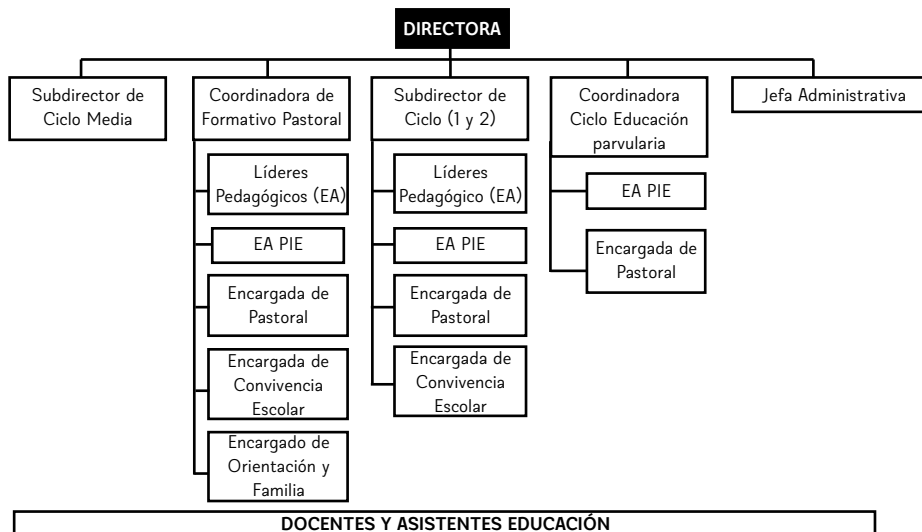 DIRECTORA
Subdirector de
Ciclo Media
Coordinadora de
Formativo Pastoral
Líderes
Pedagógicos (EA)
EA PIE
Encargada de
Pastoral
Encargada de
Convivencia
Escolar
Encargado de
Orientación y
Familia
Subdirector de
Ciclo (1 y 2)
Líderes
Pedagógico (EA)
EA PIE
Encargada de
Pastoral
Encargada de
Convivencia
Escolar
Coordinadora
Ciclo Educación
parvularia
EA PIE
Encargada de
Pastoral
Jefa Administrativa
DOCENTES Y ASISTENTES EDUCACIÓN